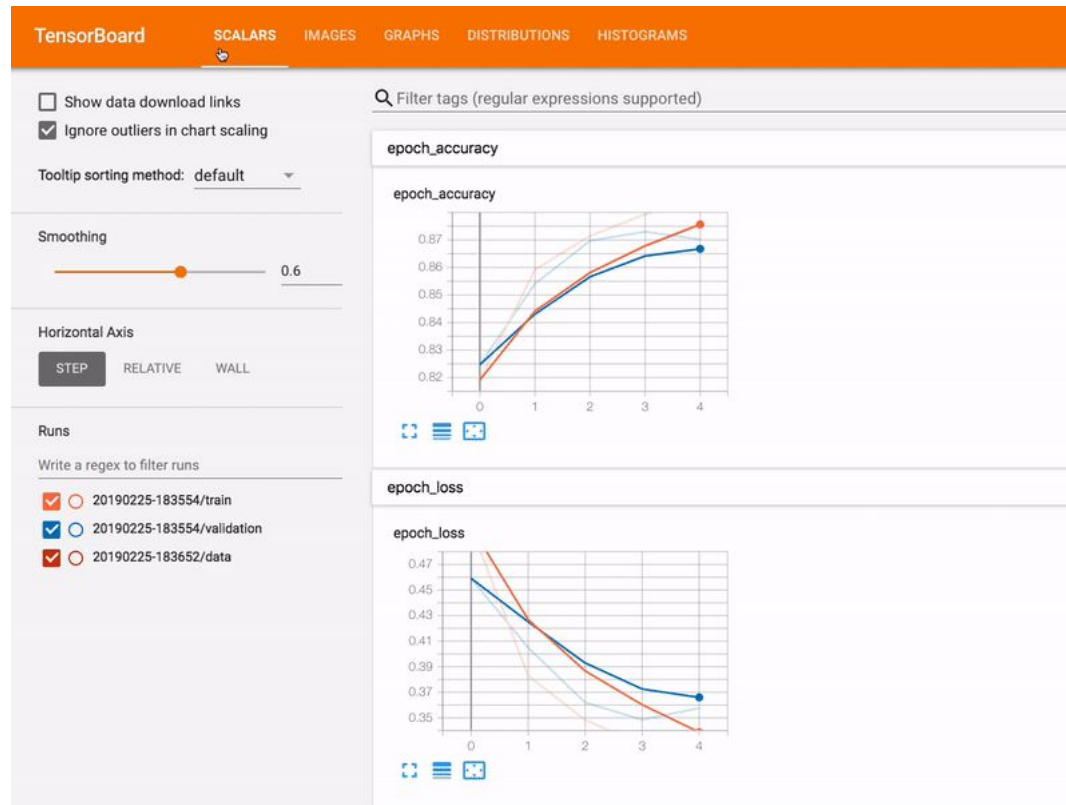 TensorBoard SCALARS IMAGES GRAPHS DISTRIBUTIONS HISTOGRAMS
Show data download links
Ignore outliers in chart scaling
Tooltip sorting method: default
Smoothing
0.6
Horizontal Axis
STEP RELATIVE WALL
Runs
Write a regex to filter runs
20190225-183554/train
20190225-183554/validation
20190225-183652/data
Filter tags (regular expressions supported)
epoch_accuracy
epoch_accuracy
0.87
0.86
0.85
0.84
0.83
0.82
0 1 2 3 4
epoch_loss
epoch_loss
0.47
0.45
0.43
0.41
0.39
0.37
0.35
0 1 2 3 4